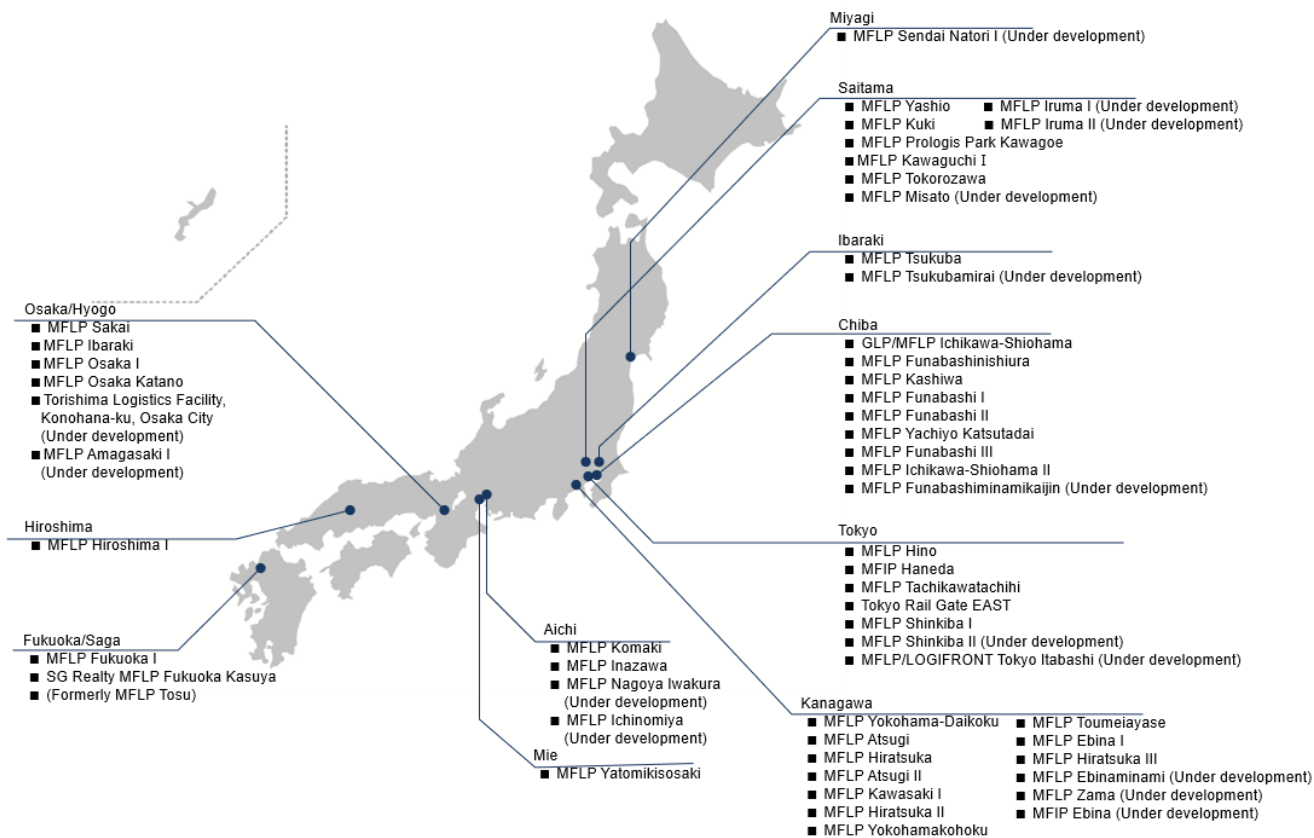 Miyagi
■ MFLP Sendai Natori I (Under development)
Saitama
■ MFLP Yashio ■ MFLP Iruma I (Under development)
■ MFLP Kuki ■ MFLP Iruma II (Under development)
■ MFLP Prologis Park Kawagoe
■ MFLP Kawaguchi I
■ MFLP Tokorozawa
■ MFLP Misato (Under development)
Ibaraki
■ MFLP Tsukuba
■ MFLP Tsukubamirai (Under development)
Osaka/Hyogo
■ MFLP Sakai
■ MFLP Ibaraki
■ MFLP Osaka I
■ MFLP Osaka Katano
■ Torishima Logistics Facility,
Konohana-ku, Osaka City
(Under development)
■ MFLP Amagasaki I
(Under development)
Chiba
■ GLP/MFLP Ichikawa-Shiohama
■ MFLP Funabashinishiura
■ MFLP Kashiwa
■ MFLP Funabashi I
■ MFLP Funabashi II
■ MFLP Yachiyo Katsutadai
■ MFLP Funabashi III
■ MFLP Ichikawa-Shiohama II
■ MFLP Funabashiminamikaijin (Under development)
Hiroshima
■ MFLP Hiroshima I
Tokyo
■ MFLP Hino
■ MFIP Haneda
■ MFLP Tachikawatachihi
■ Tokyo Rail Gate EAST
■ MFLP Shinkiba I
■ MFLP Shinkiba II (Under development)
■ MFLP/LOGIFRONT Tokyo Itabashi (Under development)
Fukuoka/Saga
■ MFLP Fukuoka I
■ SG Realty MFLP Fukuoka Kasuya
■ (Formerly MFLP Tosu)
Aichi
■ MFLP Komaki
■ MFLP Inazawa
■ MFLP Nagoya Iwakura
(Under development)
■ MFLP Ichinomiya
(Under development)
Mie
■ MFLP Yatomikisosaki
Kanagawa
■ MFLP Yokohama-Daikoku ■ MFLP Toumeiayase
■ MFLP Atsugi ■ MFLP Ebina I
■ MFLP Hiratsuka ■ MFLP Hiratsuka III
■ MFLP Atsugi II ■ MFLP Ebinaminami (Under development)
■ MFLP Kawasaki I ■ MFLP Zama (Under development)
■ MFLP Hiratsuka II ■ MFIP Ebina (Under development)
■ MFLP Yokohamakohoku